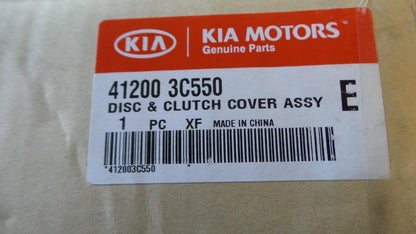 KIA KIA MOTORS
Genuine Parts
41200 3C550
DISC & CLUTCH COVER ASSY E
1 PC XF MADE IN CHINA
*412003C550